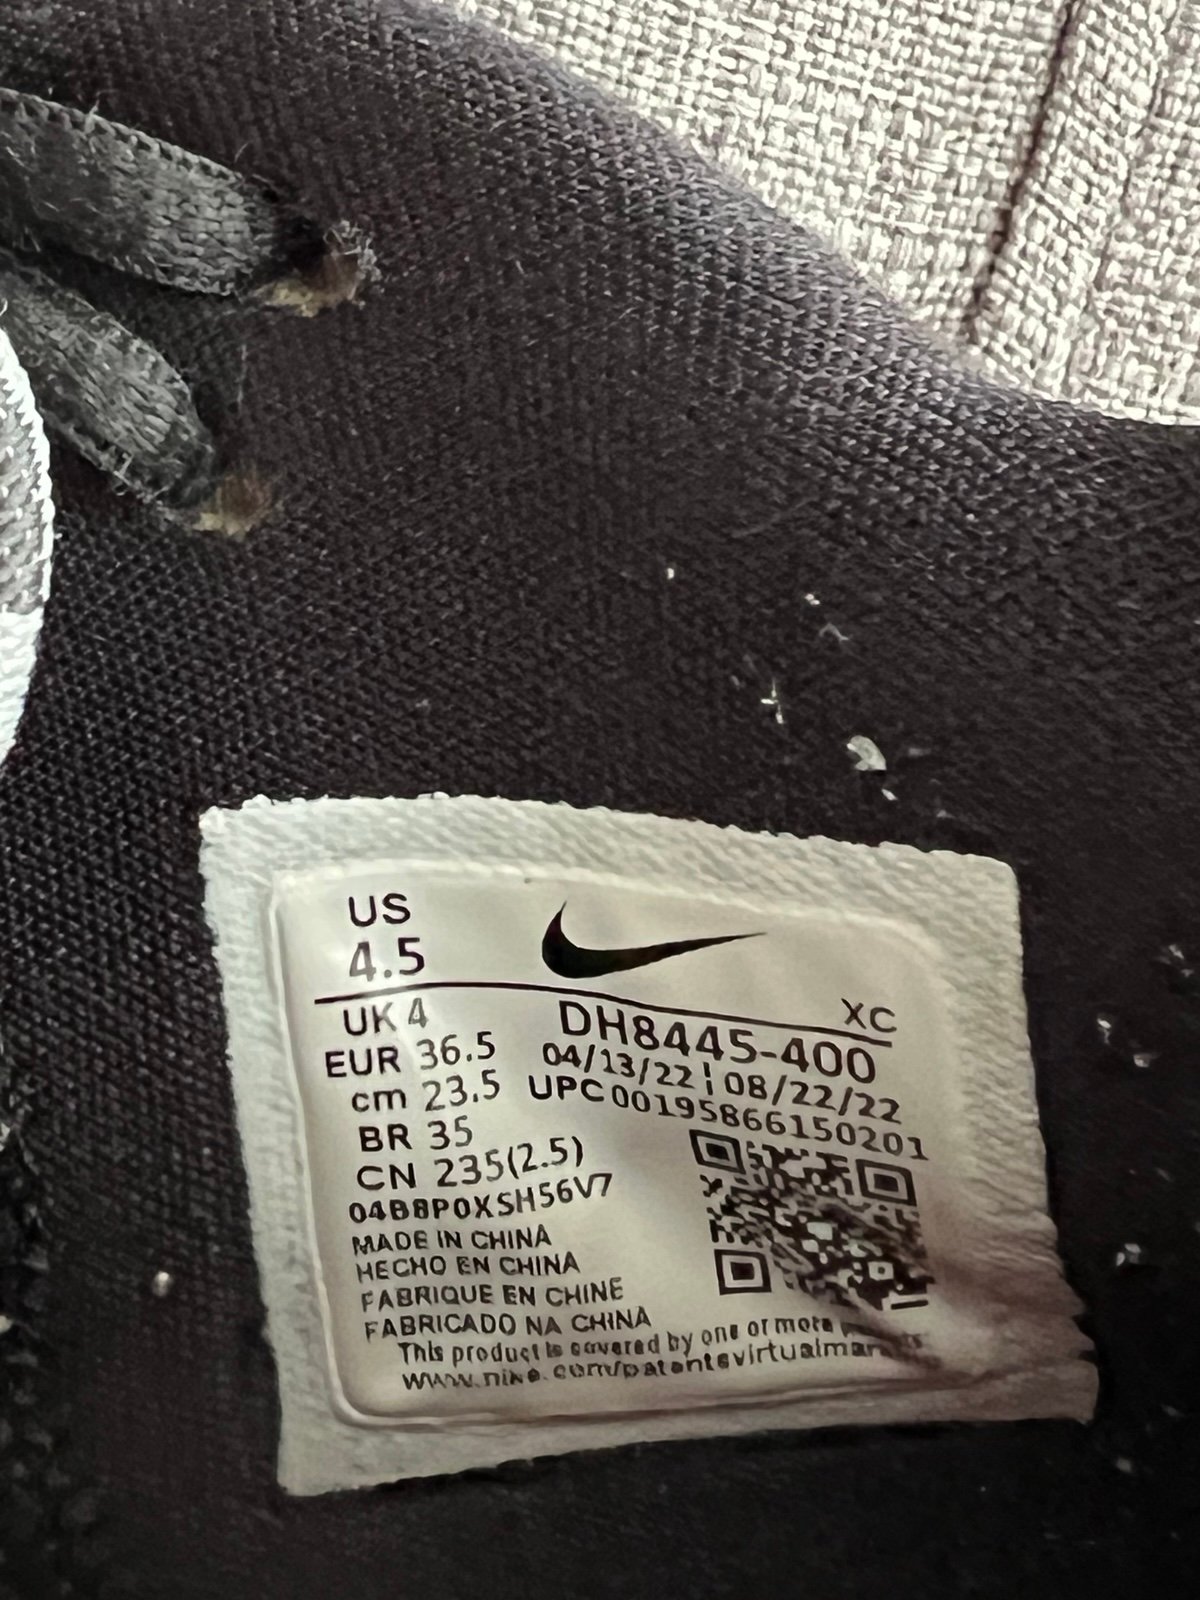 US
4.5
UK 4
EUR 36.5
cm 23.5
BR 35
CN 235(2.5)
04B8P0XSH56V7
MADE IN CHINA
HECHO EN CHINA
FABRIQUE EN CHINE
FABRICADO NA CHINA
XC
DH8445-400
04/13/22 ¦ 08/22/22
UPC00195866150201
This product is covered by one or more
www.nike.com/patentsvirtualmar